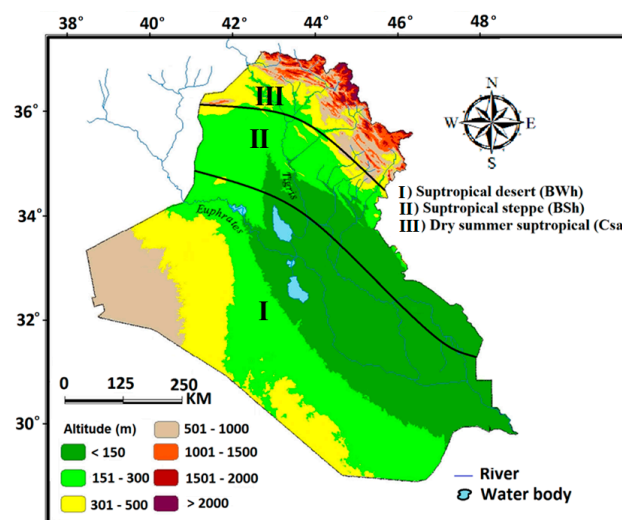 38° 40° 42° 44° 46° 48°
36°
34°
32°
30°
N
W E
S
III
II
I
Tigris
Euphrates
I) Suptropical desert (BWh)
II) Suptropical steppe (BSh)
III) Dry summer suptropical (Csa
0 125 250
KM
Altitude (m)
< 150
151 - 300
301 - 500
501 - 1000
1001 - 1500
1501 - 2000
> 2000
River
Water body